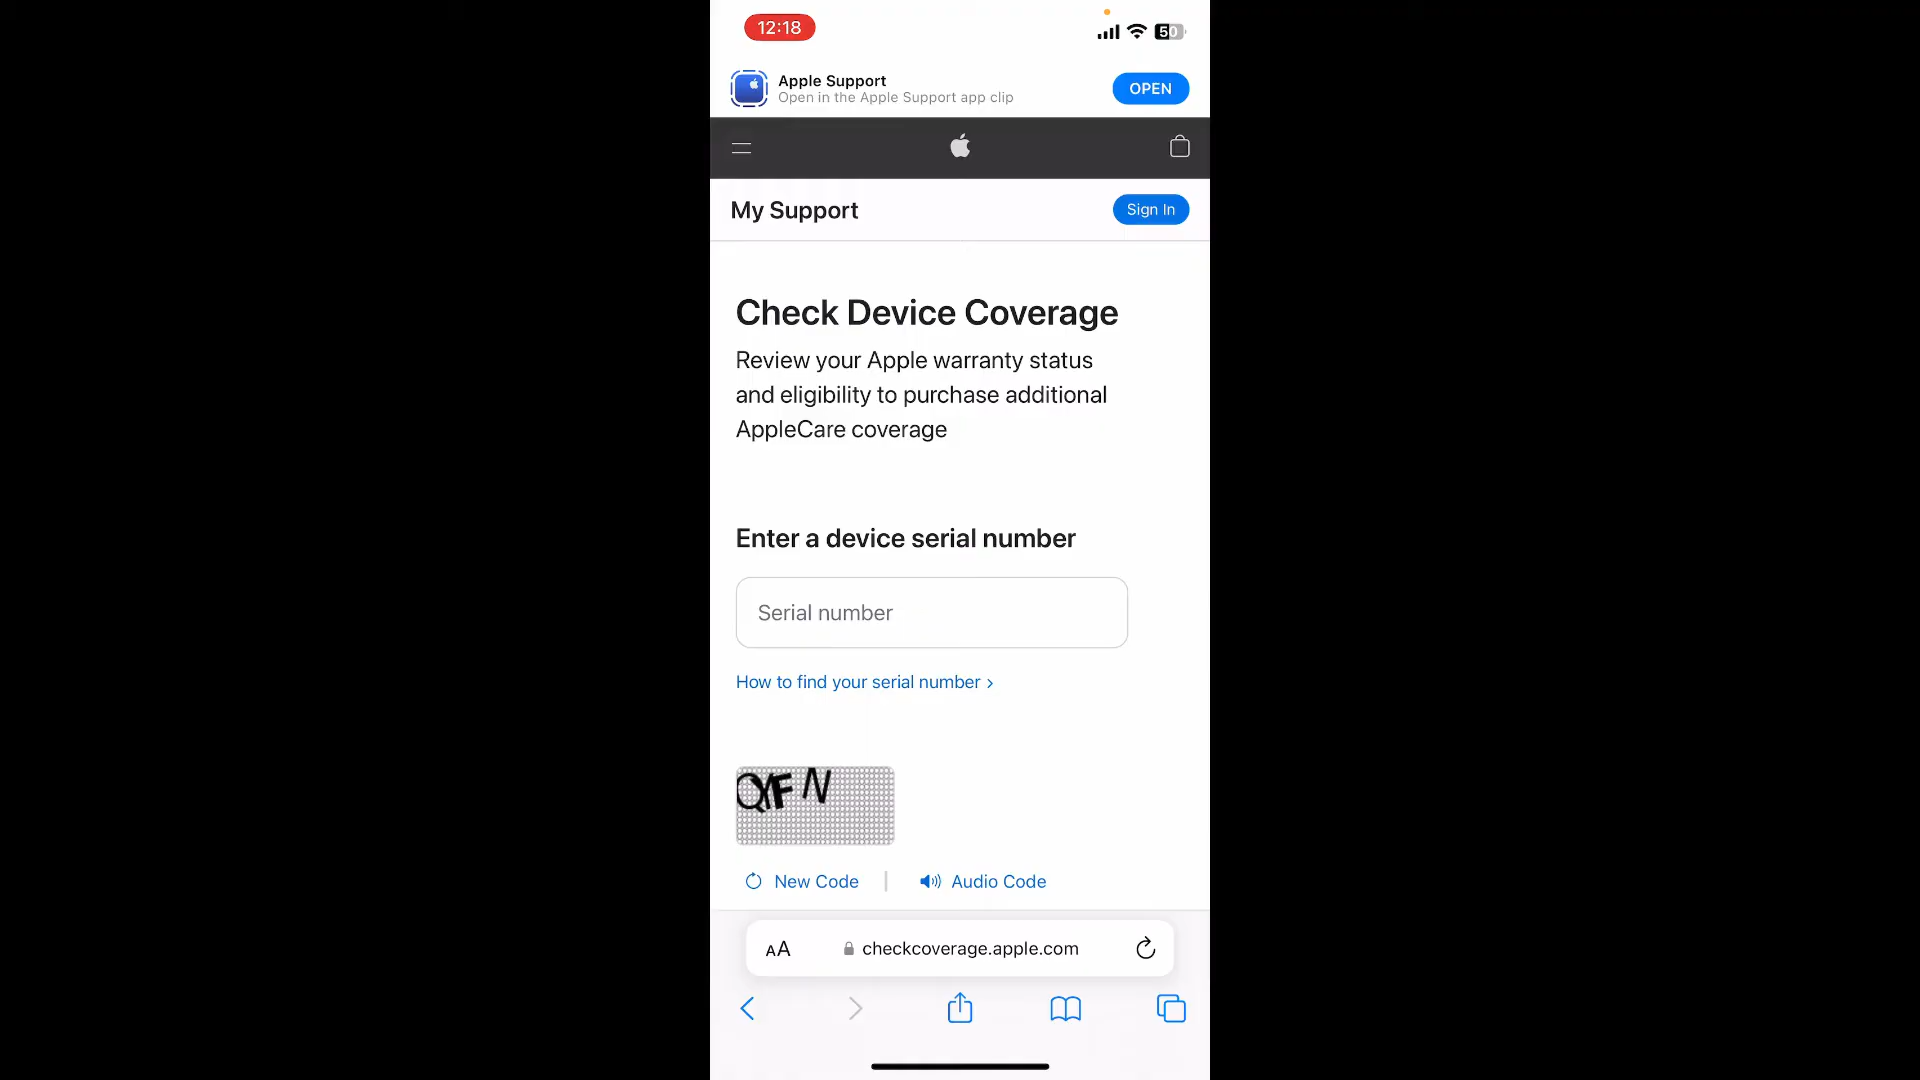 12:18
50
Apple Support
Open in the Apple Support app clip
OPEN
My Support
Sign In
Check Device Coverage
Review your Apple warranty status
and eligibility to purchase additional
AppleCare coverage
Enter a device serial number
Serial number
How to find your serial number ›
QYFN
New Code
Audio Code
AA
checkcoverage.apple.com